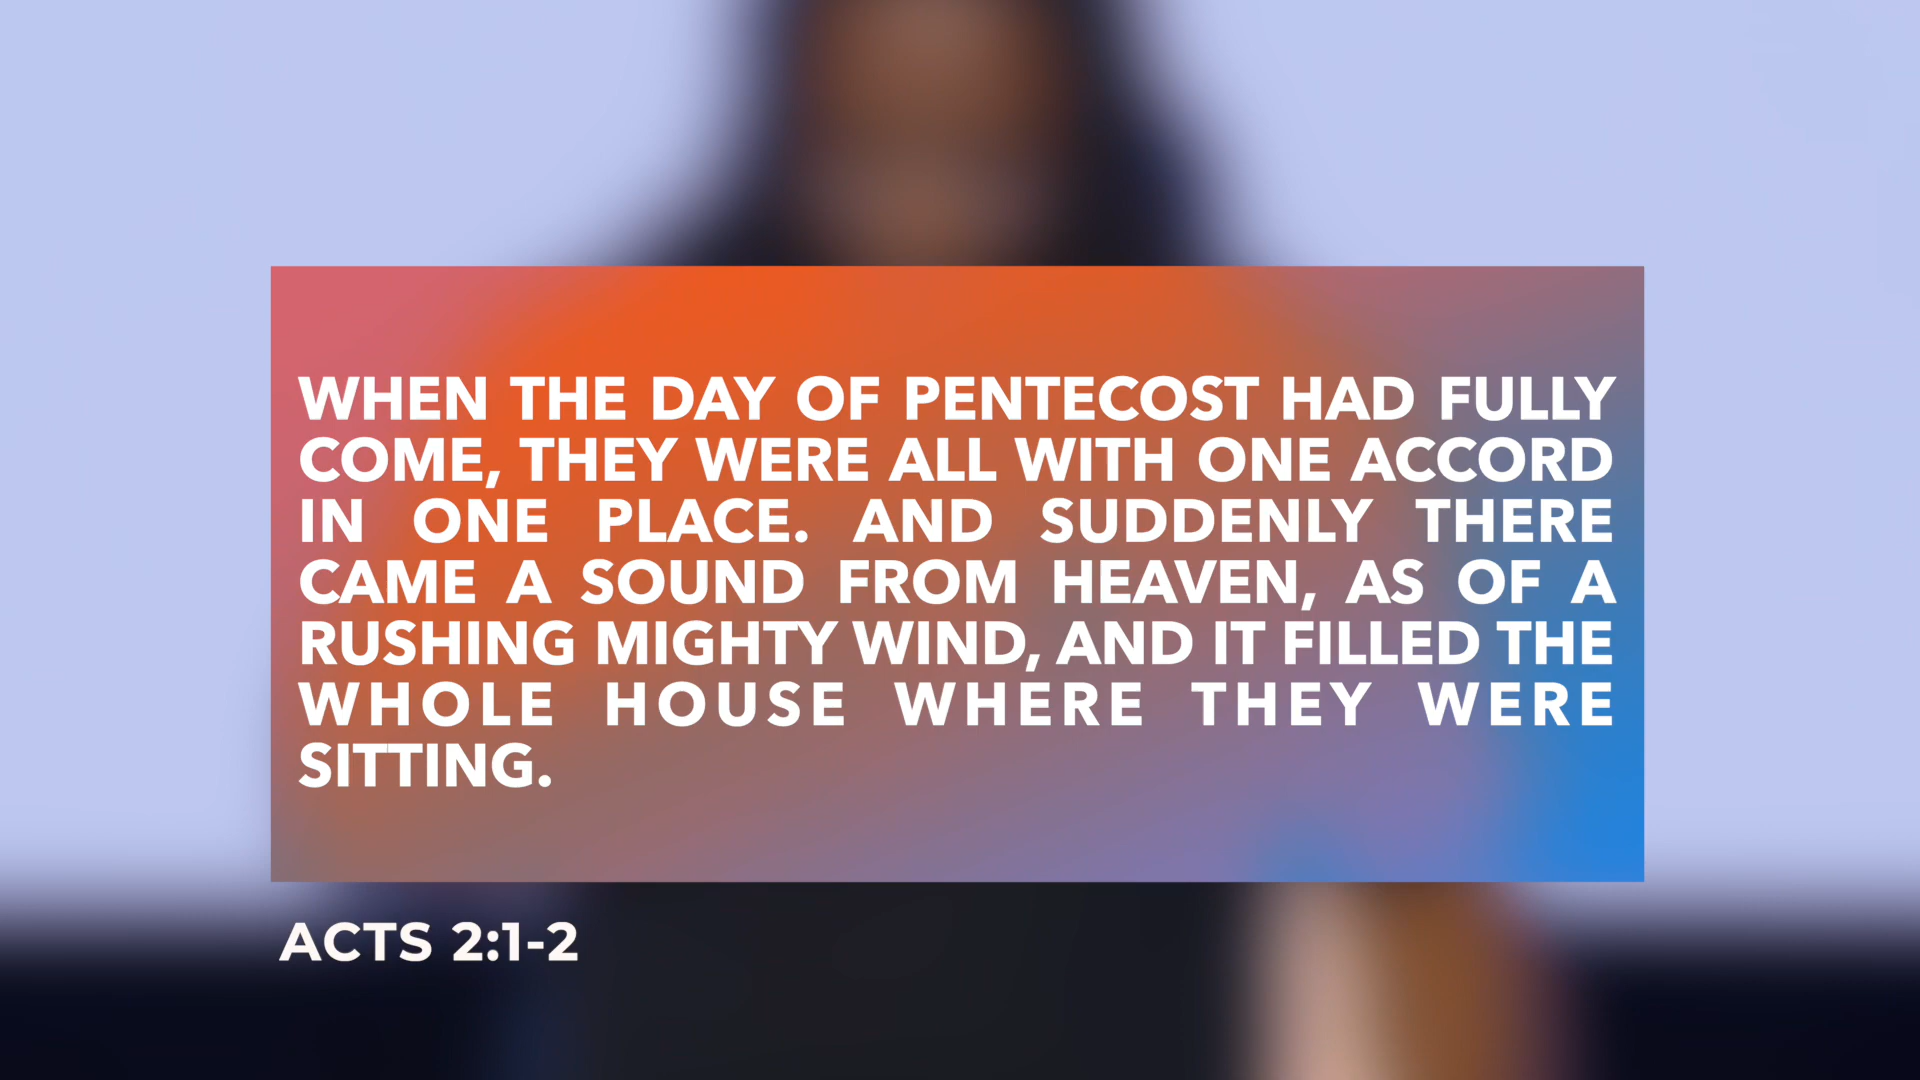 WHEN THE DAY OF PENTECOST HAD FULLY
COME, THEY WERE ALL WITH ONE ACCORD
IN ONE PLACE. AND SUDDENLY THERE
CAME A SOUND FROM HEAVEN, AS OF A
RUSHING MIGHTY WIND, AND IT FILLED THE
WHOLE HOUSE WHERE THEY WERE
SITTING.
ACTS 2:1-2